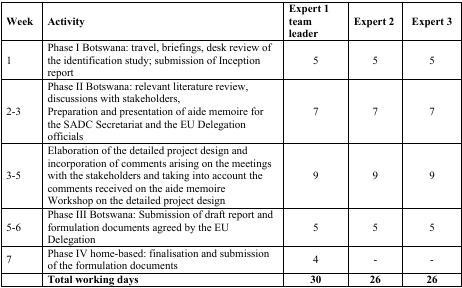 Week Activity Expert 1 team leader Expert 2 Expert 3
Phase I Botswana: travel, briefings, desk review of
1 the identification study; submission of Inception 5 5 5
report
Phase II Botswana: relevant literature review,
discussions with stakeholders,
2-3 Preparation and presentation of aide memoire for 7 7 7
the SADC Secretariat and the EU Delegation
officials
Elaboration of the detailed project design and
incorporation of comments arising on the meetings
3-5 with the stakeholders and taking into account the 9 9 9
comments received on the aide memoire
Workshop on the detailed project design
Phase III Botswana: Submission of draft report and
5-6 formulation documents agreed by the EU 5 5 5
Delegation
7 Phase IV home-based: finalisation and submission 4 - -
of the formulation documents
Total working days 30 26 26